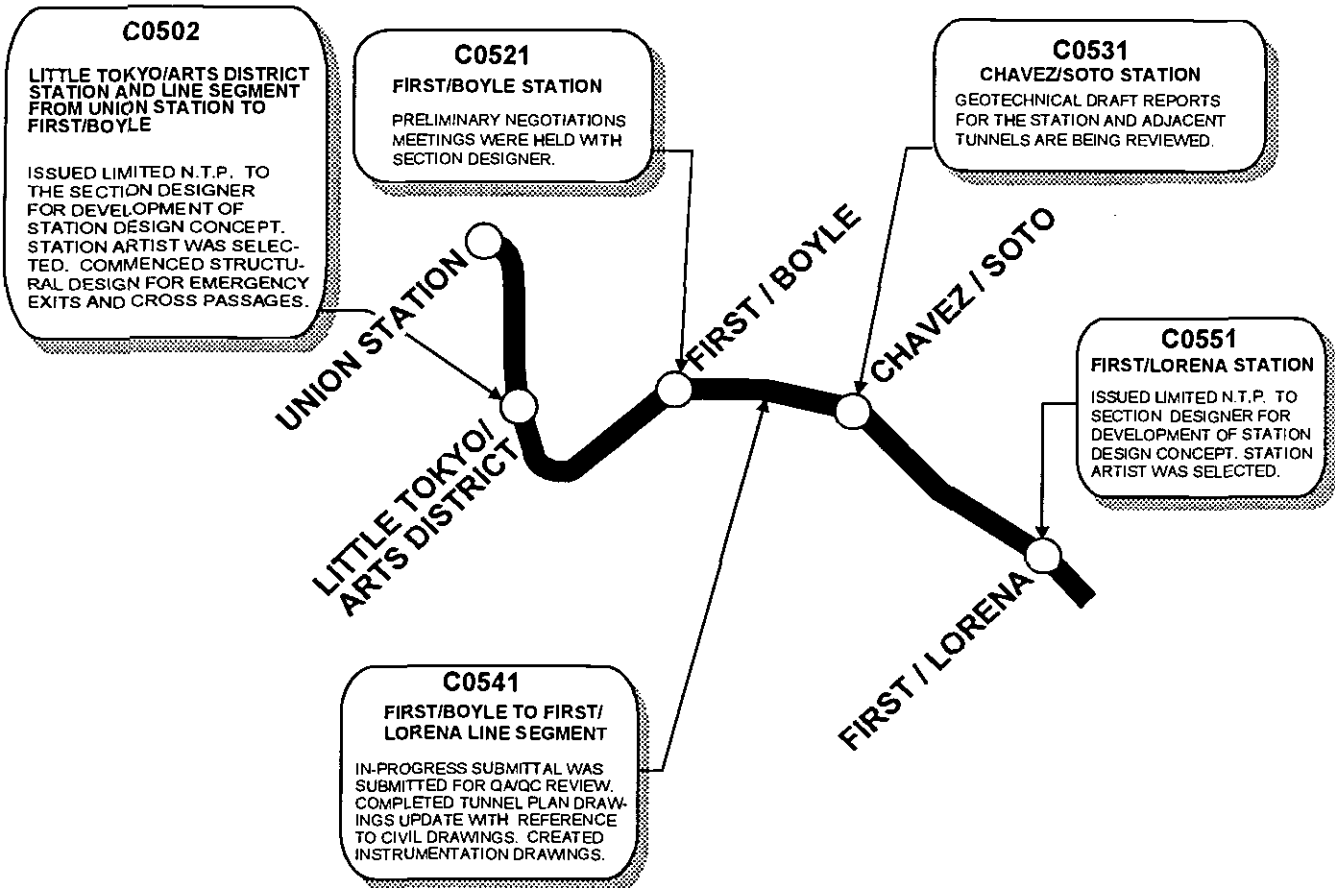 C0502
LITTLE TOKYO/ARTS DISTRICT
STATION AND LINE SEGMENT
FROM UNION STATION TO
FIRST/BOYLE
ISSUED LIMITED N.T.P. TO
THE SECTION DESIGNER
FOR DEVELOPMENT OF
STATION DESIGN CONCEPT.
STATION ARTIST WAS SELEC-
TED. COMMENCED STRUCTU-
RAL DESIGN FOR EMERGENCY
EXITS AND CROSS PASSAGES.
C0521
FIRST/BOYLE STATION
PRELIMINARY NEGOTIATIONS
MEETINGS WERE HELD WITH
SECTION DESIGNER.
C0531
CHAVEZ/SOTO STATION
GEOTECHNICAL DRAFT REPORTS
FOR THE STATION AND ADJACENT
TUNNELS ARE BEING REVIEWED.
UNION STATION
LITTLE TOKYO/
ARTS DISTRICT
FIRST / BOYLE
CHAVEZ / SOTO
FIRST / LORENA
C0551
FIRST/LORENA STATION
ISSUED LIMITED N.T.P. TO
SECTION DESIGNER FOR
DEVELOPMENT OF STATION
DESIGN CONCEPT. STATION
ARTIST WAS SELECTED.
C0541
FIRST/BOYLE TO FIRST/
LORENA LINE SEGMENT
IN-PROGRESS SUBMITTAL WAS
SUBMITTED FOR QA/QC REVIEW.
COMPLETED TUNNEL PLAN DRAW-
INGS UPDATE WITH REFERENCE
TO CIVIL DRAWINGS. CREATED
INSTRUMENTATION DRAWINGS.